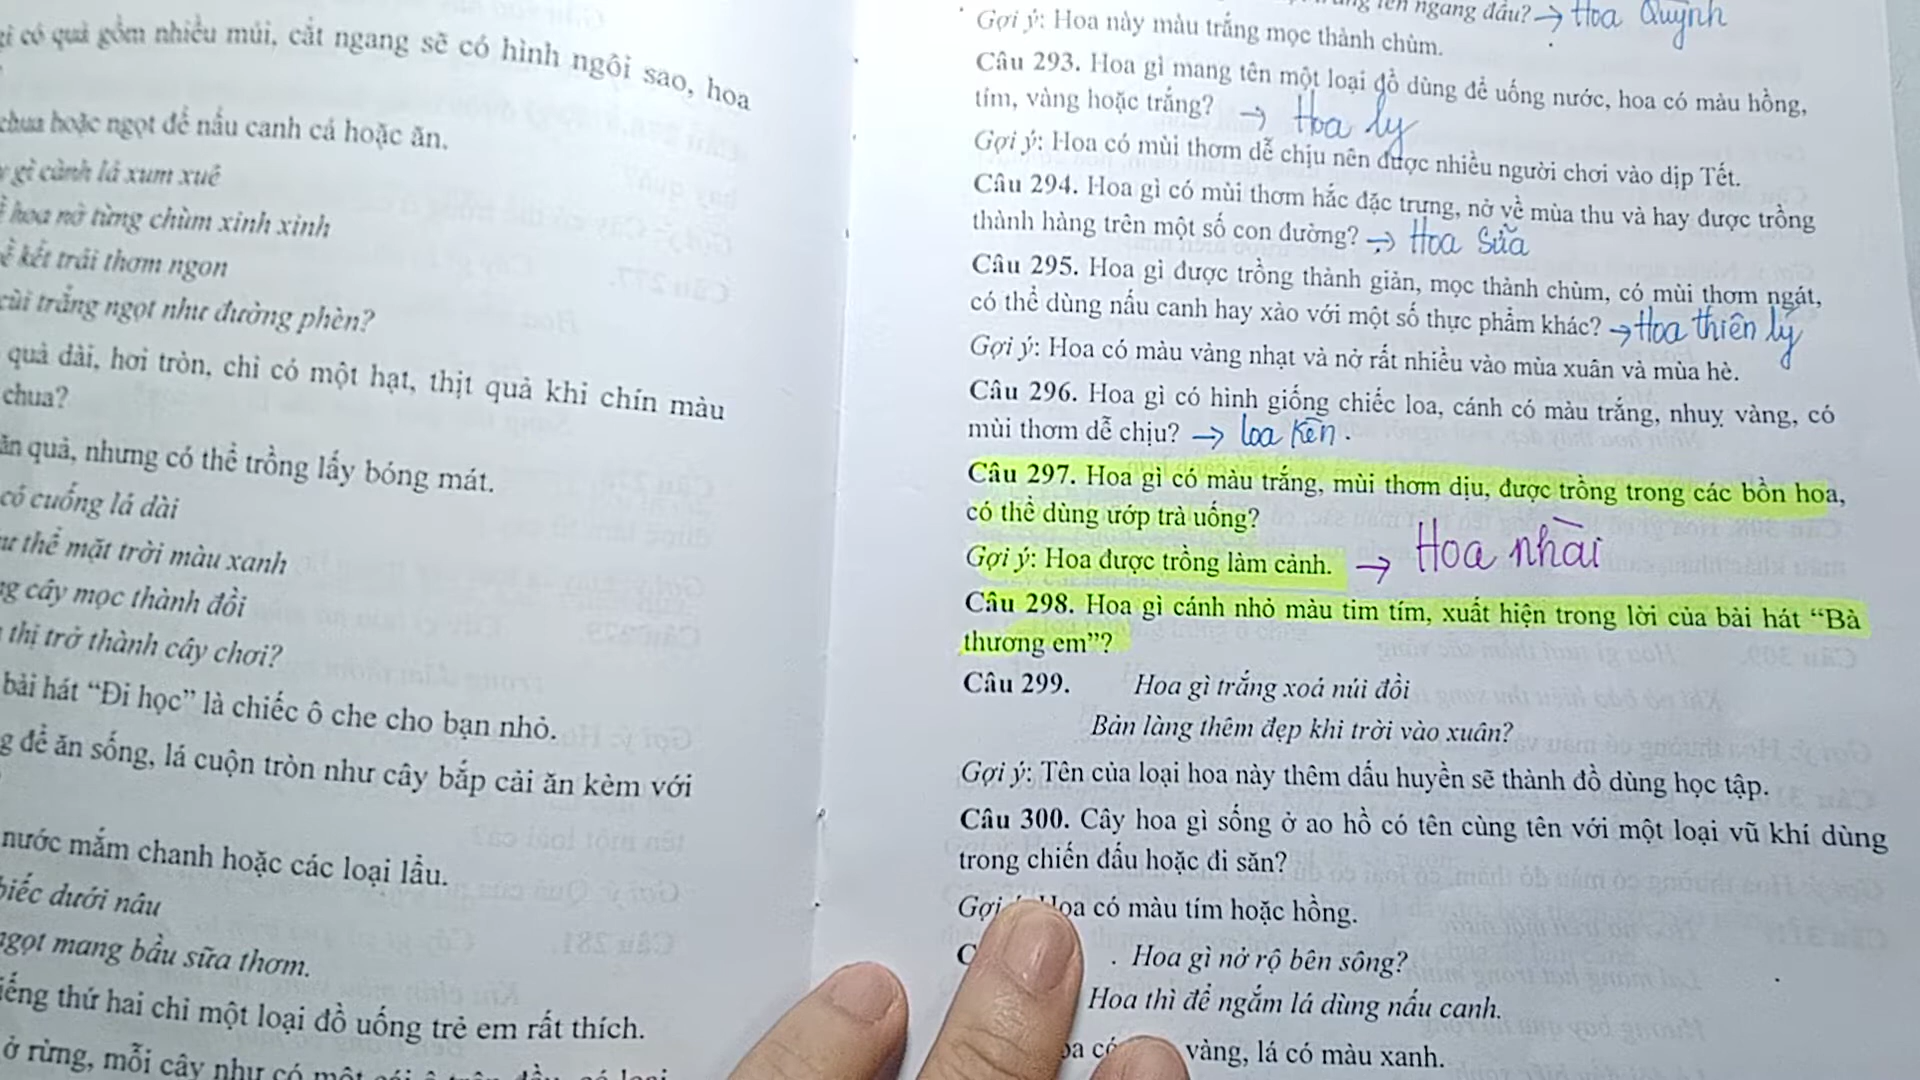 gì có quả gồm nhiều múi, cắt ngang sẽ có hình ngôi sao, hoa
chua hoặc ngọt để nấu canh cá hoặc ăn.
gì cành lá xum xuê
hoa nở từng chùm xinh xinh
kết trái thơm ngon
cùi trắng ngọt như đường phèn?
quả dài, hơi tròn, chỉ có một hạt, thịt quả khi chín màu
chua?
ăn quả, nhưng có thể trồng lấy bóng mát.
có cuống lá dài
thể mặt trời màu xanh
cây mọc thành đồi
thị trở thành cây chơi?
bài hát “Đi học” là chiếc ô che cho bạn nhỏ.
để ăn sống, lá cuộn tròn như cây bắp cải ăn kèm với
nước mắm chanh hoặc các loại lẩu.
biếc dưới nâu
ngọt mang bầu sữa thơm.
tiếng thứ hai chỉ một loại đồ uống trẻ em rất thích.
ở rừng, mỗi cây như có một cái ô trên đầu, có loại
lên ngang đầu? → Hoa Quỳnh
Gợi ý: Hoa này màu trắng mọc thành chùm.
Câu 293. Hoa gì mang tên một loại đồ dùng để uống nước, hoa có màu hồng,
tím, vàng hoặc trắng? → Hoa ly
Gợi ý: Hoa có mùi thơm dễ chịu nên được nhiều người chơi vào dịp Tết.
Câu 294. Hoa gì có mùi thơm hắc đặc trưng, nở về mùa thu và hay được trồng
thành hàng trên một số con đường? → Hoa Sữa
Câu 295. Hoa gì được trồng thành giàn, mọc thành chùm, có mùi thơm ngát,
có thể dùng nấu canh hay xào với một số thực phẩm khác? → Hoa thiên lý
Gợi ý: Hoa có màu vàng nhạt và nở rất nhiều vào mùa xuân và mùa hè.
Câu 296. Hoa gì có hình giống chiếc loa, cánh có màu trắng, nhuỵ vàng, có
mùi thơm dễ chịu? → loa kèn.
Câu 297. Hoa gì có màu trắng, mùi thơm dịu, được trồng trong các bồn hoa,
có thể dùng ướp trà uống?
Gợi ý: Hoa được trồng làm cảnh. → Hoa nhài
Câu 298. Hoa gì cánh nhỏ màu tim tím, xuất hiện trong lời của bài hát “Bà
thương em”?
Câu 299. Hoa gì trắng xoá núi đồi
Bản làng thêm đẹp khi trời vào xuân?
Gợi ý: Tên của loại hoa này thêm dấu huyền sẽ thành đồ dùng học tập.
Câu 300. Cây hoa gì sống ở ao hồ có tên cùng tên với một loại vũ khí dùng
trong chiến đấu hoặc đi săn?
Gợi Hoa có màu tím hoặc hồng.
C . Hoa gì nở rộ bên sông?
Hoa thì để ngắm lá dùng nấu canh.
vàng, lá có màu xanh.